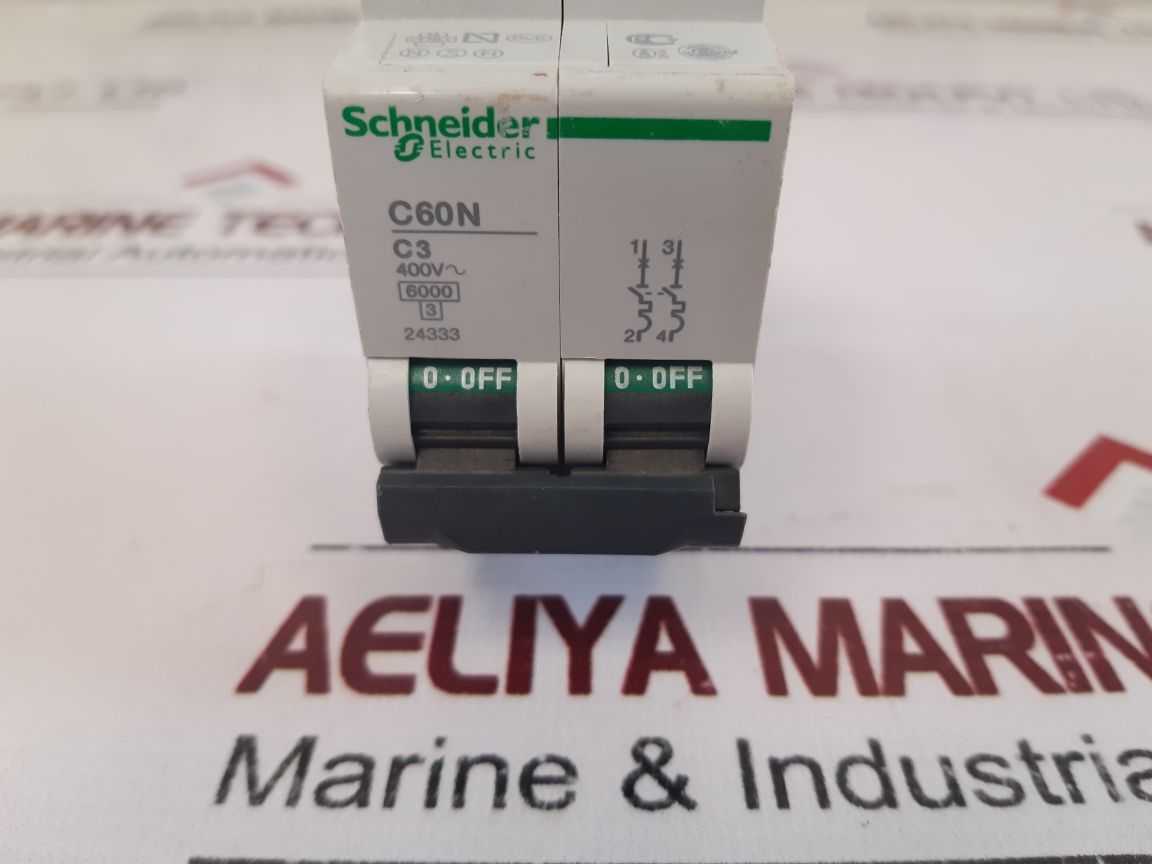 Schneider
Electric
C60N
C3
400V~
6000
3
24333
1 3
2 4
0 · OFF 0 · OFF
MARINE
AELIYA MARIN
Marine & Industria